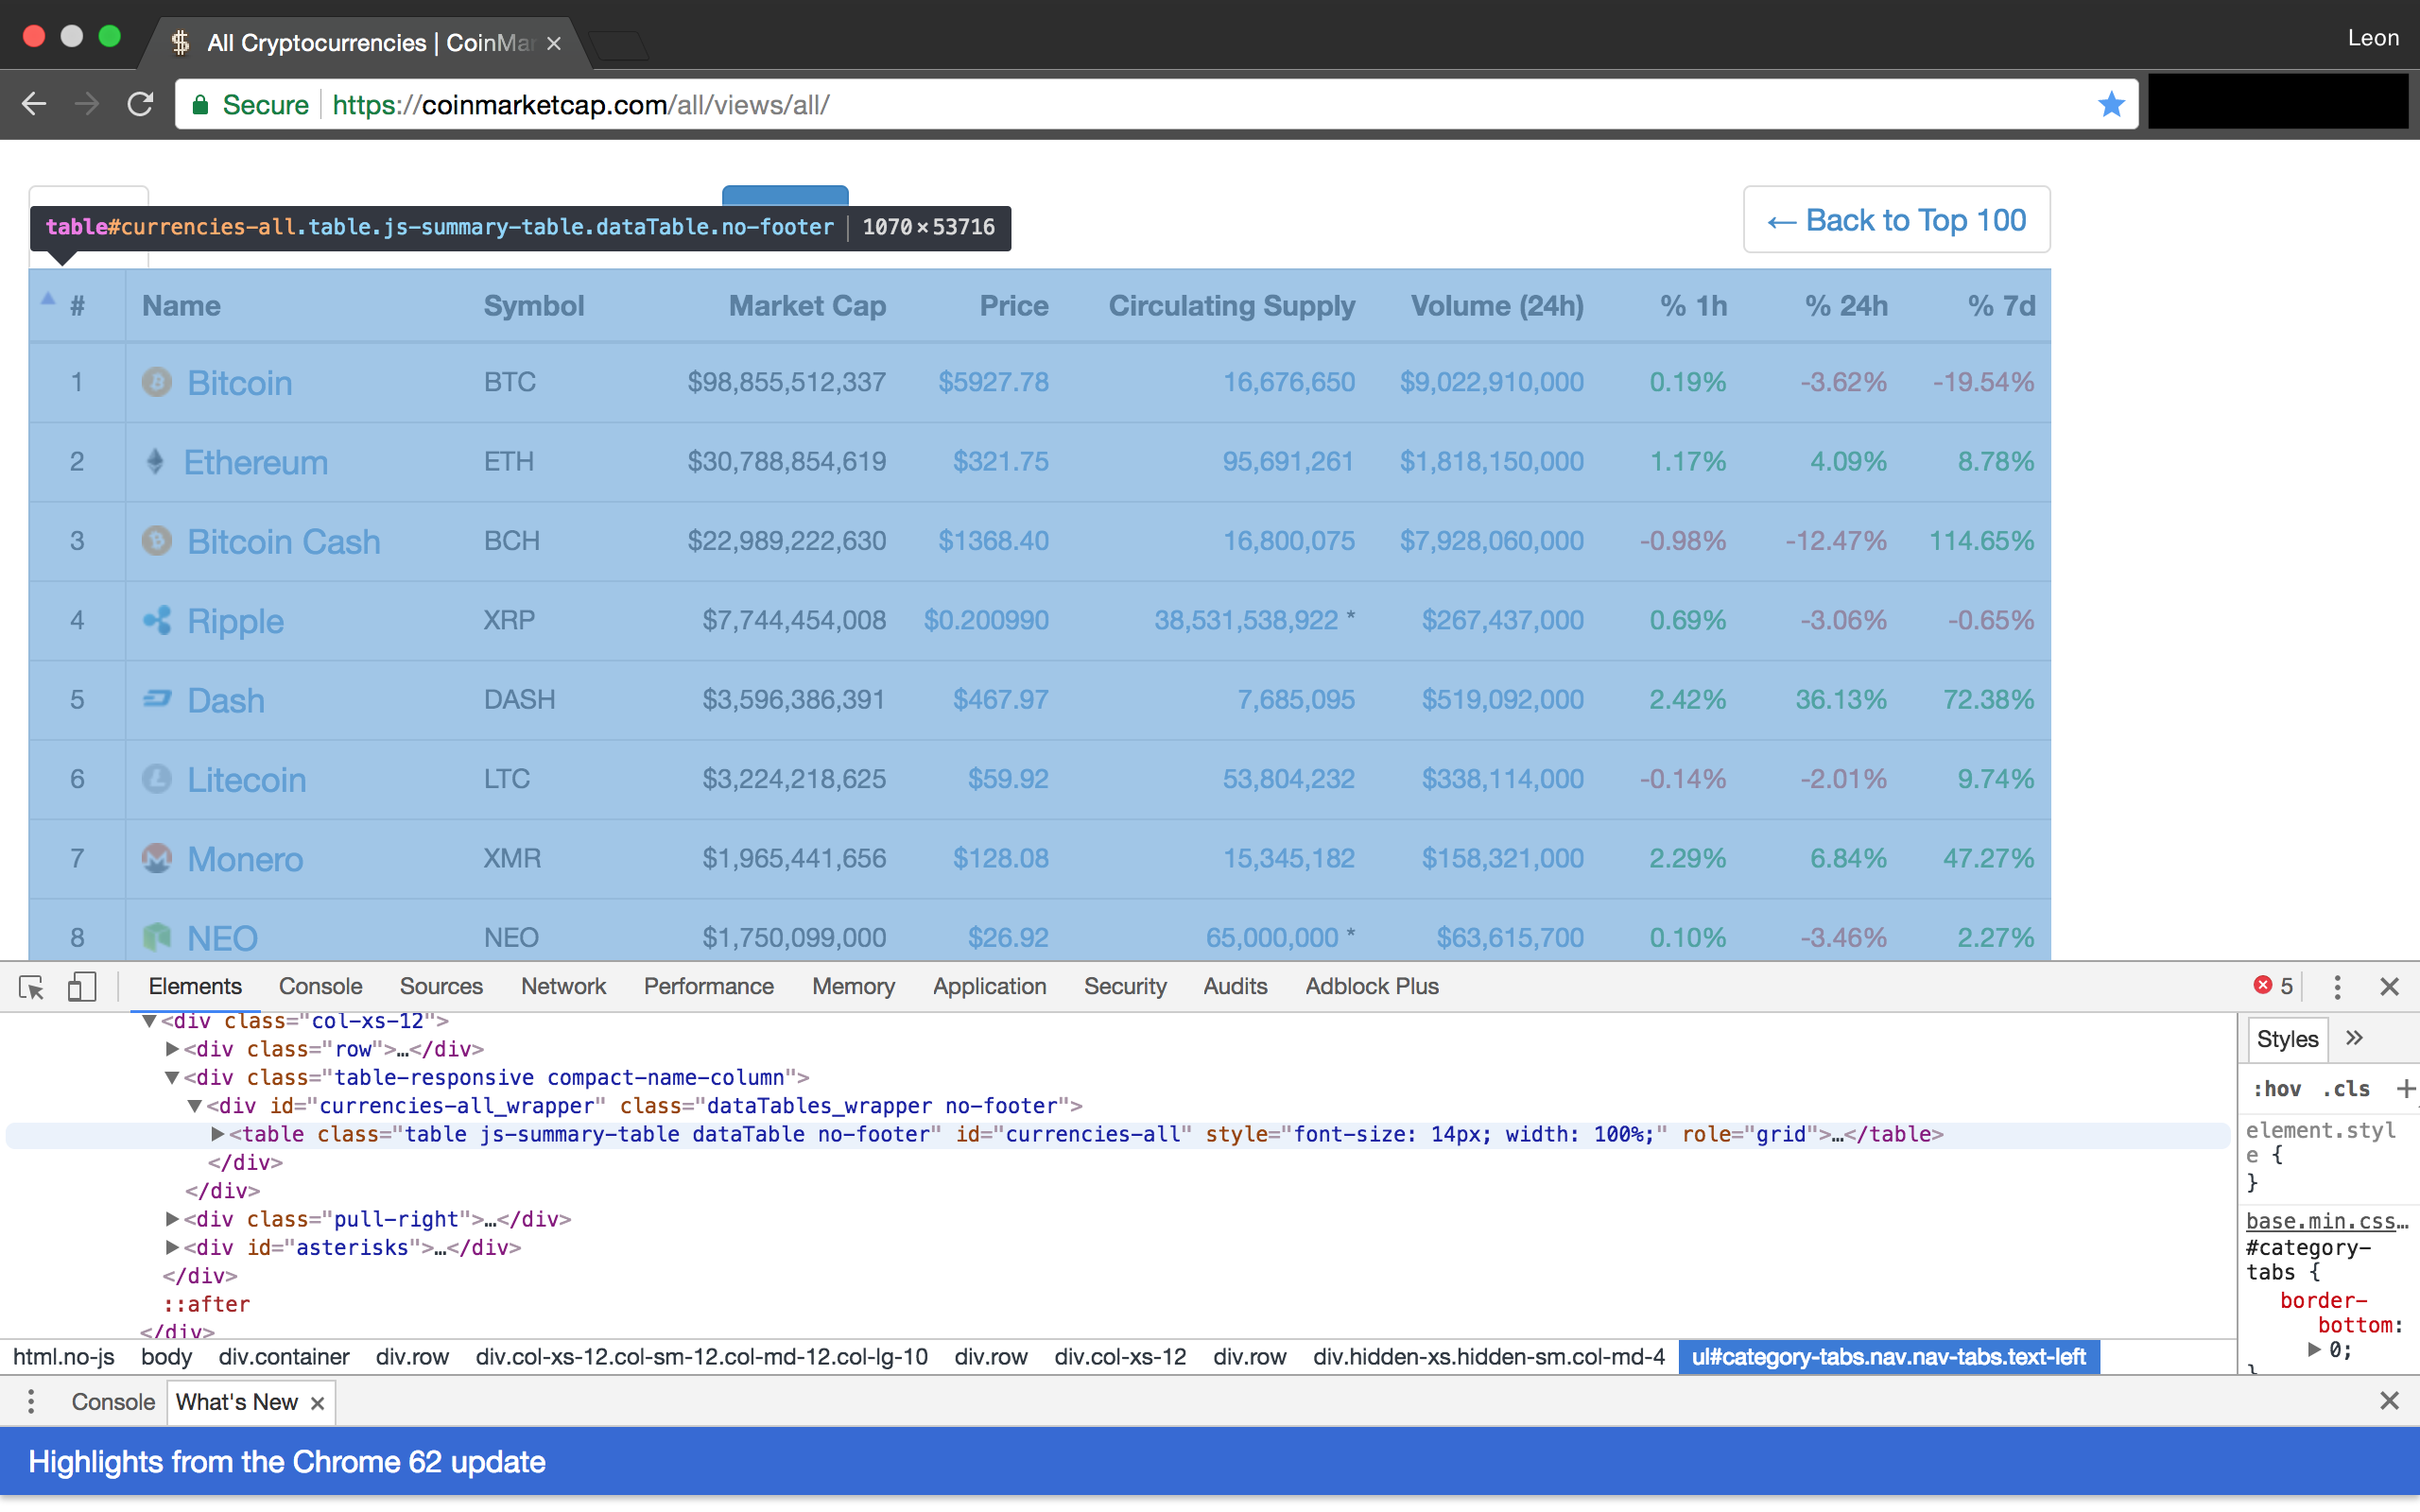 All Cryptocurrencies | CoinMar
Leon
Secure https://coinmarketcap.com/all/views/all/
← Back to Top 100
table#currencies-all.table.js-summary-table.dataTable.no-footer 1070×53716
# Name Symbol Market Cap Price Circulating Supply Volume (24h) % 1h % 24h % 7d
1 Bitcoin BTC $98,855,512,337 $5927.78 16,676,650 $9,022,910,000 0.19% -3.62% -19.54%
2 Ethereum ETH $30,788,854,619 $321.75 95,691,261 $1,818,150,000 1.17% 4.09% 8.78%
3 Bitcoin Cash BCH $22,989,222,630 $1368.40 16,800,075 $7,928,060,000 -0.98% -12.47% 114.65%
4 Ripple XRP $7,744,454,008 $0.200990 38,531,538,922 * $267,437,000 0.69% -3.06% -0.65%
5 Dash DASH $3,596,386,391 $467.97 7,685,095 $519,092,000 2.42% 36.13% 72.38%
6 Litecoin LTC $3,224,218,625 $59.92 53,804,232 $338,114,000 -0.14% -2.01% 9.74%
7 Monero XMR $1,965,441,656 $128.08 15,345,182 $158,321,000 2.29% 6.84% 47.27%
8 NEO NEO $1,750,099,000 $26.92 65,000,000 * $63,615,700 0.10% -3.46% 2.27%
Elements Console Sources Network Performance Memory Application Security Audits Adblock Plus 5
<div class="col-xs-12">
<div class="row">…</div>
<div class="table-responsive compact-name-column">
<div id="currencies-all_wrapper" class="dataTables_wrapper no-footer">
<table class="table js-summary-table dataTable no-footer" id="currencies-all" style="font-size: 14px; width: 100%;" role="grid">…</table>
</div>
</div>
<div class="pull-right">…</div>
<div id="asterisks">…</div>
</div>
::after
</div>
Styles »
:hov .cls +
element.styl
e {
}
base.min.css…
#category-
tabs {
border-
bottom:
0;
}
html.no-js body div.container div.row div.col-xs-12.col-sm-12.col-md-12.col-lg-10 div.row div.col-xs-12 div.row div.hidden-xs.hidden-sm.col-md-4 ul#category-tabs.nav.nav-tabs.text-left
Console What's New
Highlights from the Chrome 62 update